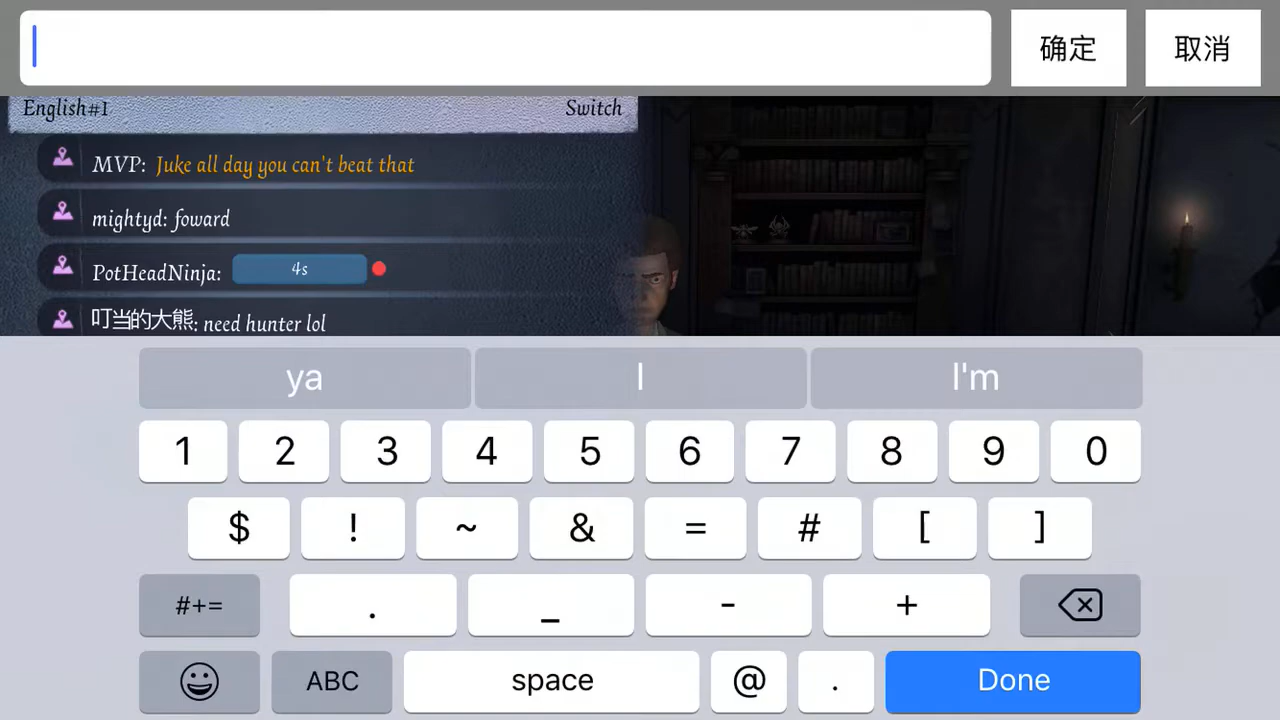 确定
取消
English#1
Switch
MVP: Juke all day you can't beat that
mightyd: foward
PotHeadNinja: 4s
叮当的大熊: need hunter lol
ya
I
I'm
1 2 3 4 5 6 7 8 9 0
$ ! ~ & = # [ ]
#+= . _ - +
ABC space @ . Done